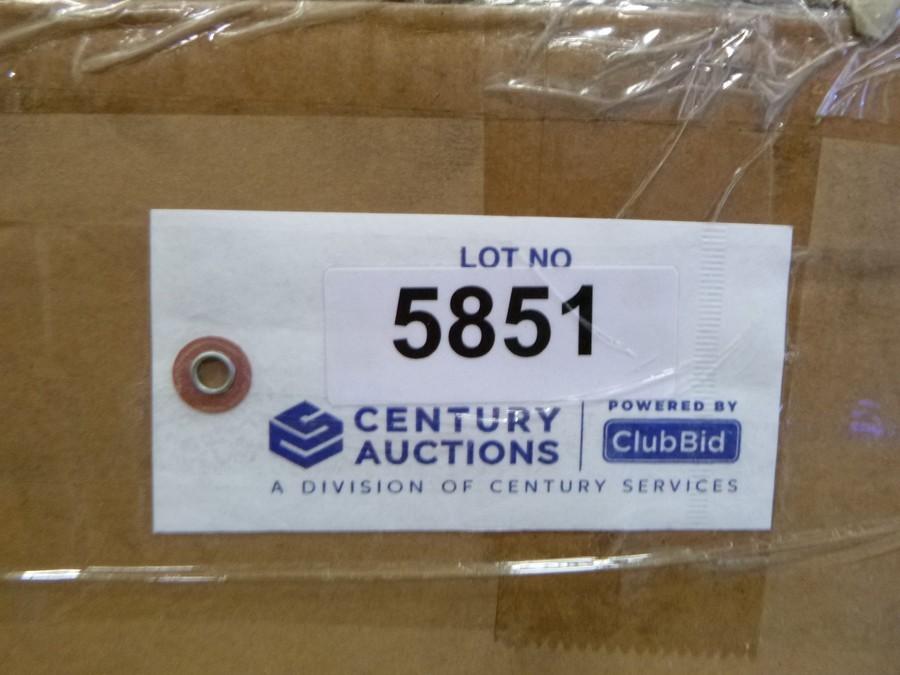 LOT NO
5851
CENTURY
AUCTIONS
POWERED BY
ClubBid
A DIVISION OF CENTURY SERVICES